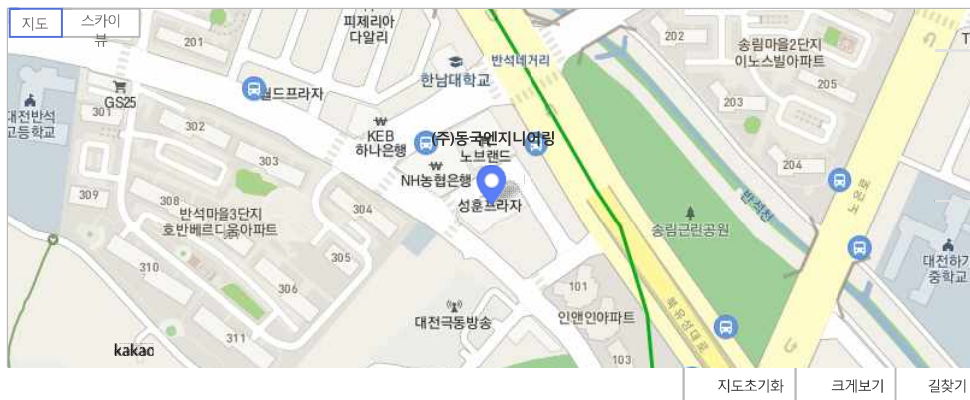 지도
스카이
뷰
201
피제리아
다알리
반석네거리
202
송림마을2단지
이노스빌아파트
한남대학교
월드프라자
205
GS25
203
301
대전반석
고등학교
302
KEB
하나은행
(주)동국엔지니어링
노브랜드
303
204
NH농협은행
309
308
304
성훈프라자
반석천
노은로
반석마을3단지
호반베르디움아파트
송림근린공원
305
310
대전하기
중학교
306
101
북유성대로
대전극동방송
인앤인아파트
311
kakao
103
지도초기화
크게보기
길찾기